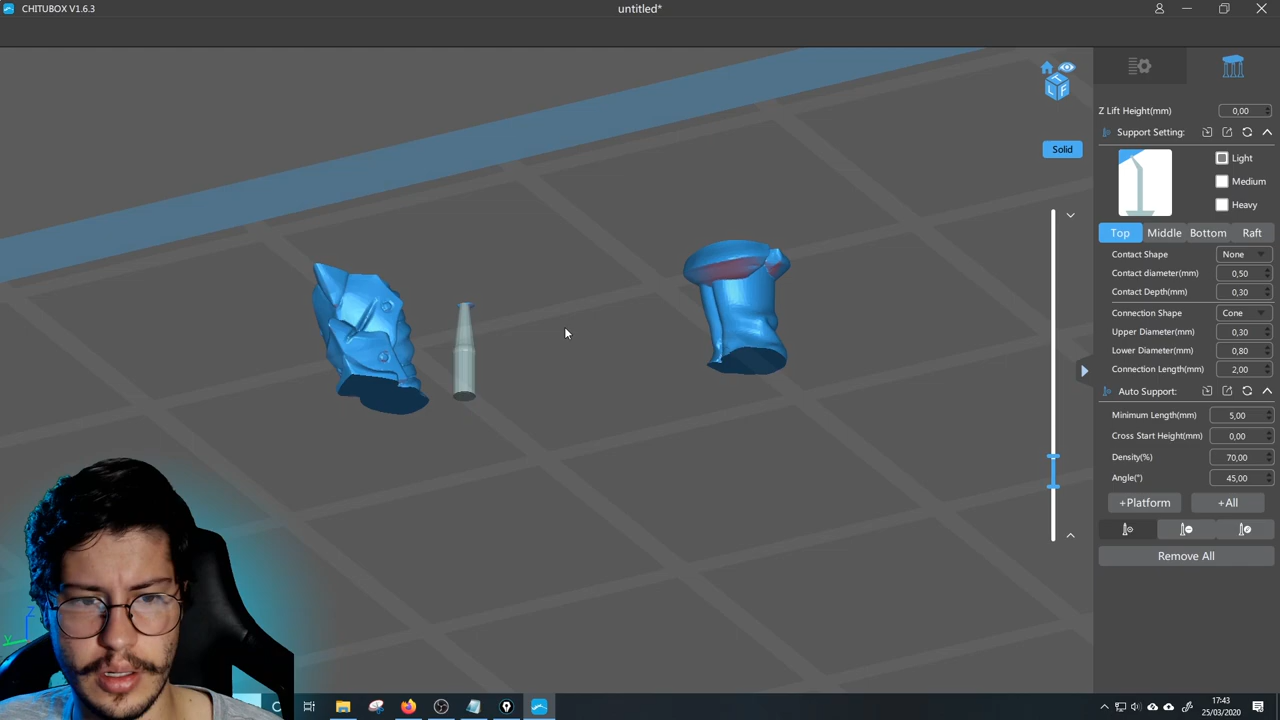 CHITUBOX V1.6.3
untitled*
T
L F
Solid
Z Lift Height(mm) 0,00
Support Setting:
Light
Medium
Heavy
Top Middle Bottom Raft
Contact Shape None
Contact diameter(mm) 0,50
Contact Depth(mm) 0,30
Connection Shape Cone
Upper Diameter(mm) 0,30
Lower Diameter(mm) 0,80
Connection Length(mm) 2,00
Auto Support:
Minimum Length(mm) 5,00
Cross Start Height(mm) 0,00
Density(%) 70,00
Angle(°) 45,00
+Platform +All
Remove All
Z
Y
17:43
25/03/2020